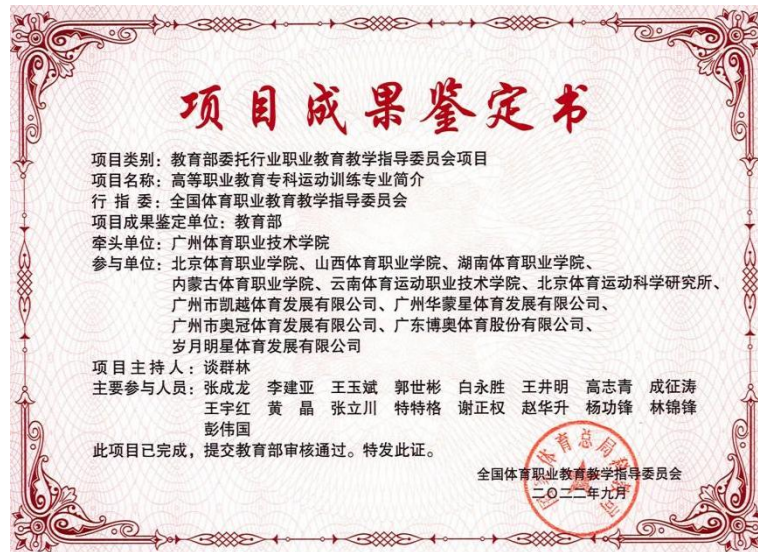 项目成果鉴定书
项目类别：教育部委托行业职业教育教学指导委员会项目
项目名称：高等职业教育专科运动训练专业简介
行 指 委：全国体育职业教育教学指导委员会
项目成果鉴定单位：教育部
牵头单位：广州体育职业技术学院
参与单位：北京体育职业学院、山西体育职业学院、湖南体育职业学院、
内蒙古体育职业学院、云南体育运动职业技术学院、北京体育运动科学研究所、
广州市凯越体育发展有限公司、广州华蒙星体育发展有限公司、
广州市奥冠体育发展有限公司、广东博奥体育股份有限公司、
岁月明星体育发展有限公司
项目主持人：谈群林
主要参与人员：张成龙 李建亚 王玉斌 郭世彬 白永胜 王井明 高志青 成征涛
王宇红 黄 晶 张立川 特特格 谢正权 赵华升 杨功锋 林锦锋
彭伟国
此项目已完成，提交教育部审核通过。特发此证。
全国体育职业教育教学指导委员会
二〇二二年九月